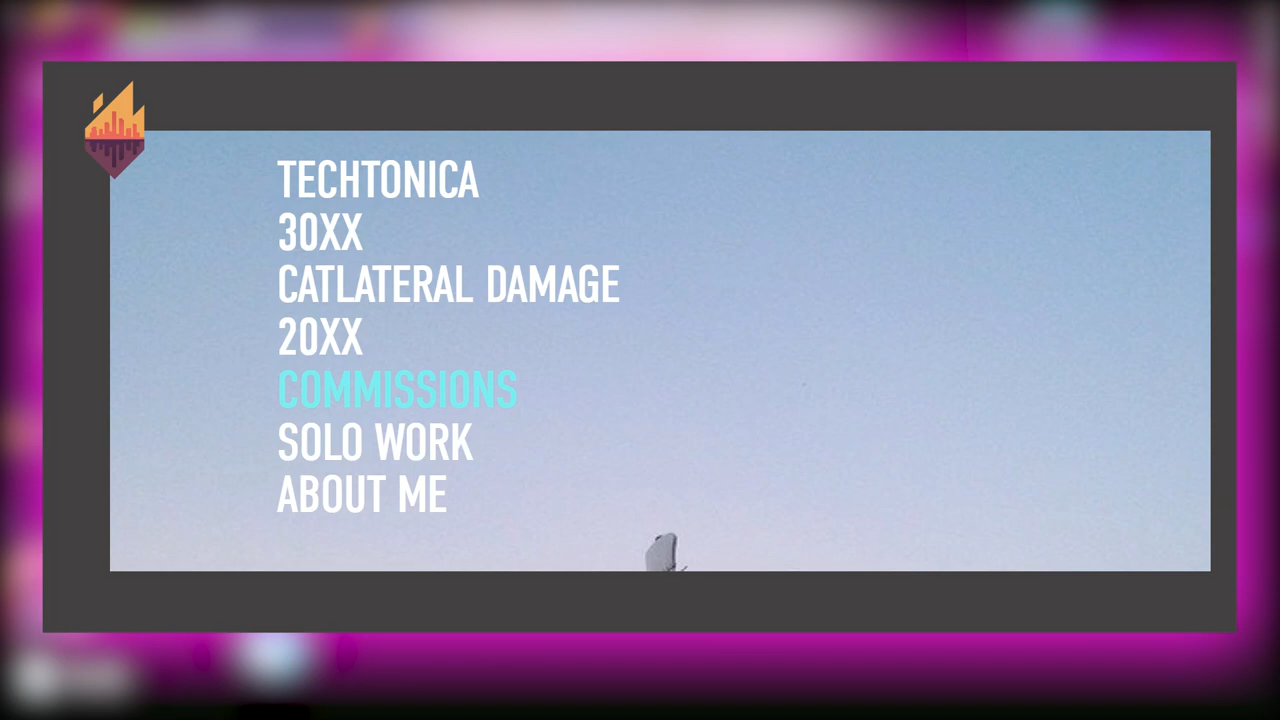 TECHTONICA
30XX
CATLATERAL DAMAGE
20XX
COMMISSIONS
SOLO WORK
ABOUT ME